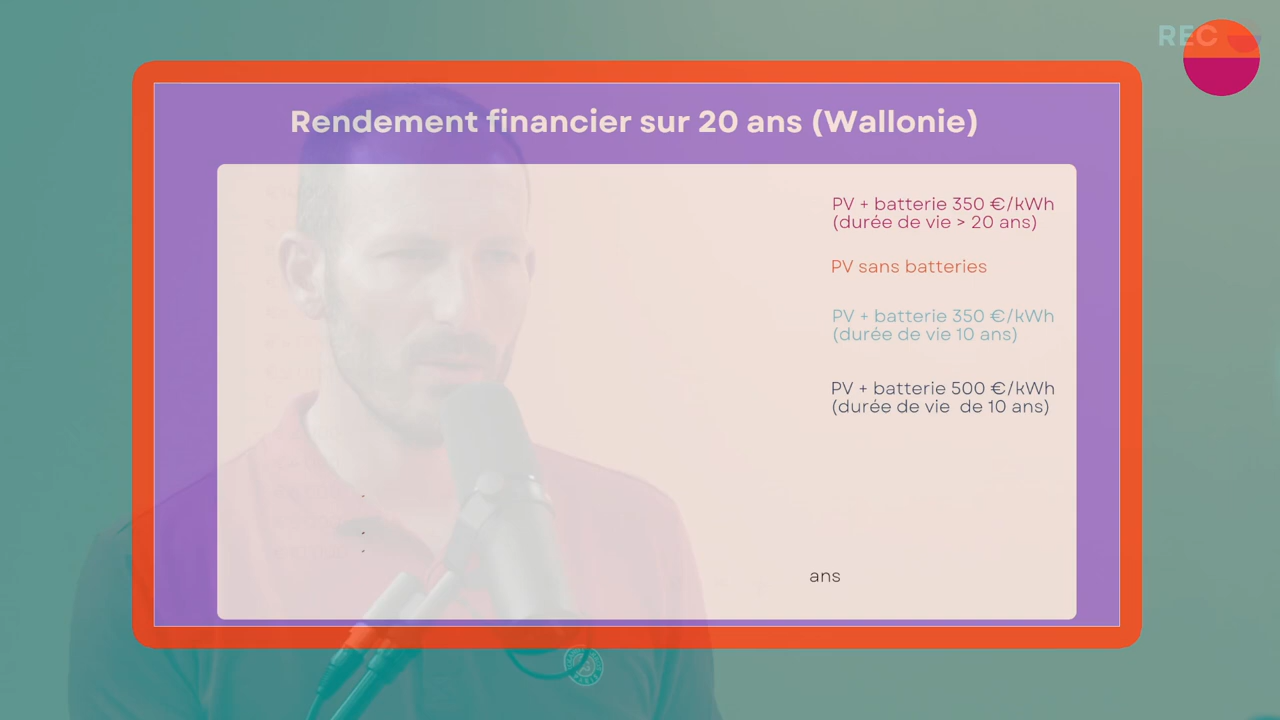 REC
Rendement financier sur 20 ans (Wallonie)
PV + batterie 350 €/kWh
(durée de vie > 20 ans)
PV sans batteries
PV + batterie 350 €/kWh
(durée de vie 10 ans)
PV + batterie 500 €/kWh
(durée de vie de 10 ans)
ans